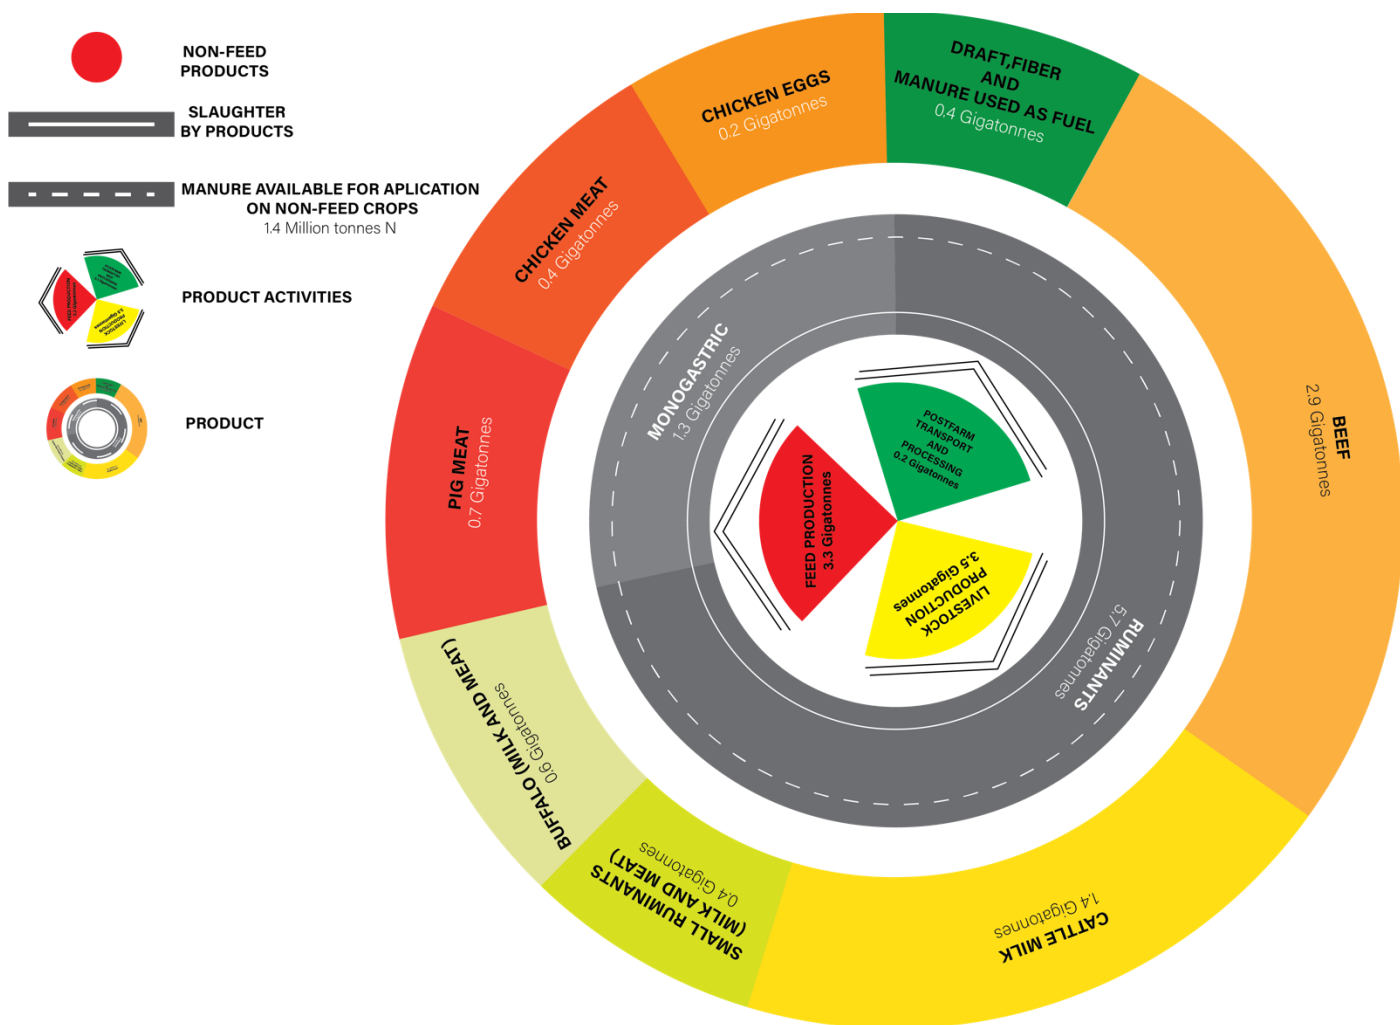 NON-FEED
PRODUCTS
SLAUGHTER
BY PRODUCTS
MANURE AVAILABLE FOR APLICATION
ON NON-FEED CROPS
1.4 Million tonnes N
PRODUCT ACTIVITIES
PRODUCT
DRAFT,FIBER
AND
MANURE USED AS FUEL
0.4 Gigatonnes
BEEF
2.9 Gigatonnes
CATTLE MILK
1.4 Gigatonnes
SMALL RUMINANTS
(MILK AND MEAT)
0.4 Gigatonnes
BUFFALO (MILK AND MEAT)
0.6 Gigatonnes
PIG MEAT
0.7 Gigatonnes
CHICKEN MEAT
0.4 Gigatonnes
CHICKEN EGGS
0.2 Gigatonnes
MONOGASTRIC
1.3 Gigatonnes
RUMINANTS
5.7 Gigatonnes
POSTFARM
TRANSPORT
AND
PROCESSING
0.2 Gigatonnes
FEED PRODUCTION
3.3 Gigatonnes
LIVESTOCK
PRODUCTION
3.5 Gigatonnes